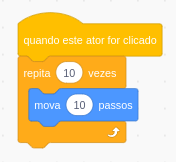 quando este ator for clicado
repita 10 vezes
mova 10 passos